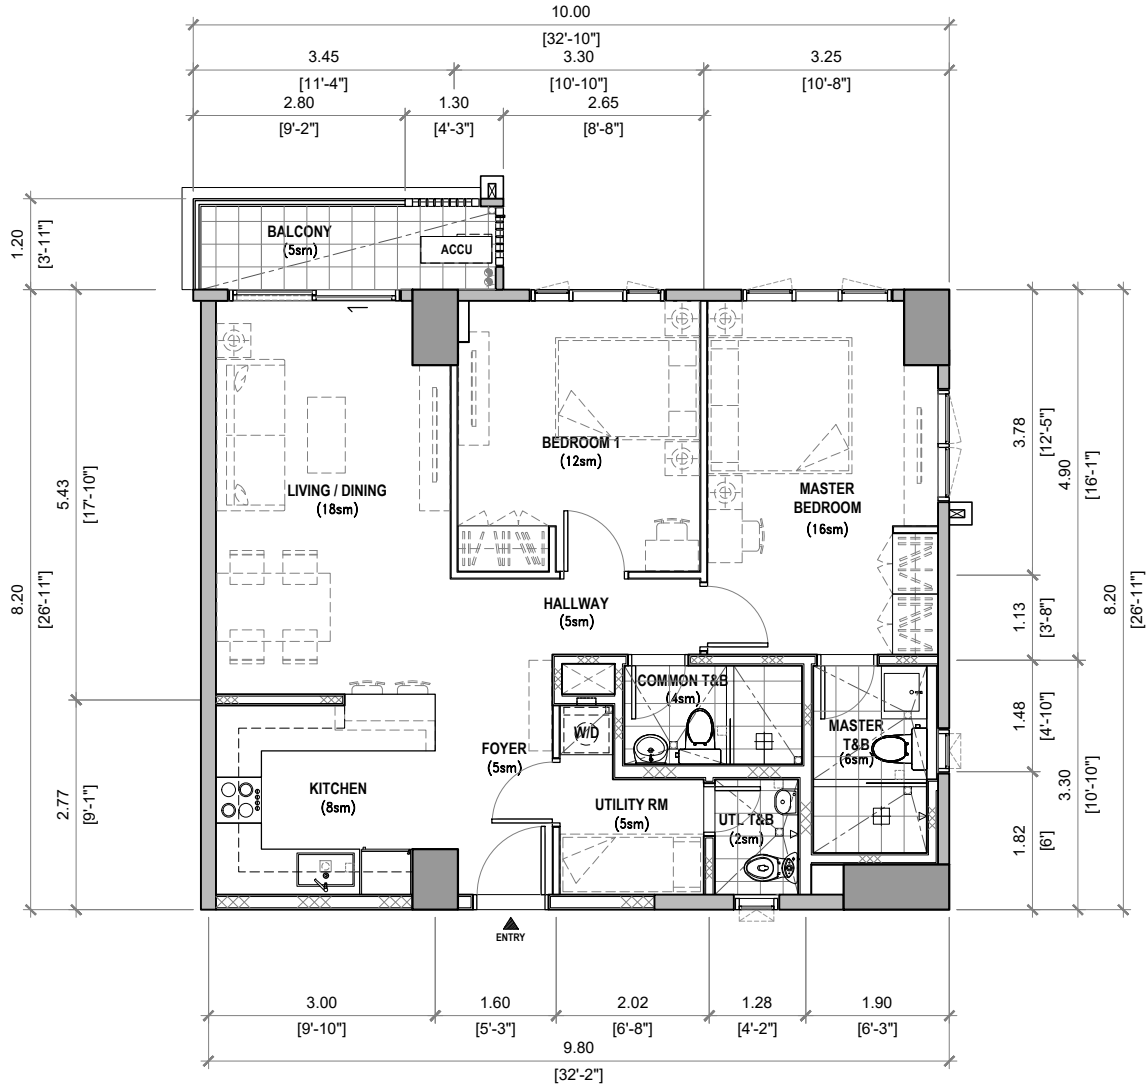 10.00
[32'-10"]
3.45
3.30
3.25
[11'-4"]
[10'-10"]
[10'-8"]
2.80
1.30
2.65
[9'-2"]
[4'-3"]
[8'-8"]
1.20
[3'-11"]
BALCONY
(5sm)
ACCU
8.20
[26'-11"]
5.43
[17'-10"]
2.77
[9'-1"]
LIVING / DINING
(18sm)
BEDROOM 1
(12sm)
MASTER
BEDROOM
(16sm)
3.78
[12'-5"]
4.90
[16'-1"]
1.13
[3'-8"]
8.20
[26'-11"]
HALLWAY
(5sm)
COMMON T&B
(4sm)
W/D
FOYER
(5sm)
MASTER
T&B
(6sm)
1.48
[4'-10"]
3.30
[10'-10"]
1.82
[6']
KITCHEN
(8sm)
UTILITY RM
(5sm)
UTL T&B
(2sm)
ENTRY
3.00
1.60
2.02
1.28
1.90
[9'-10"]
[5'-3"]
[6'-8"]
[4'-2"]
[6'-3"]
9.80
[32'-2"]